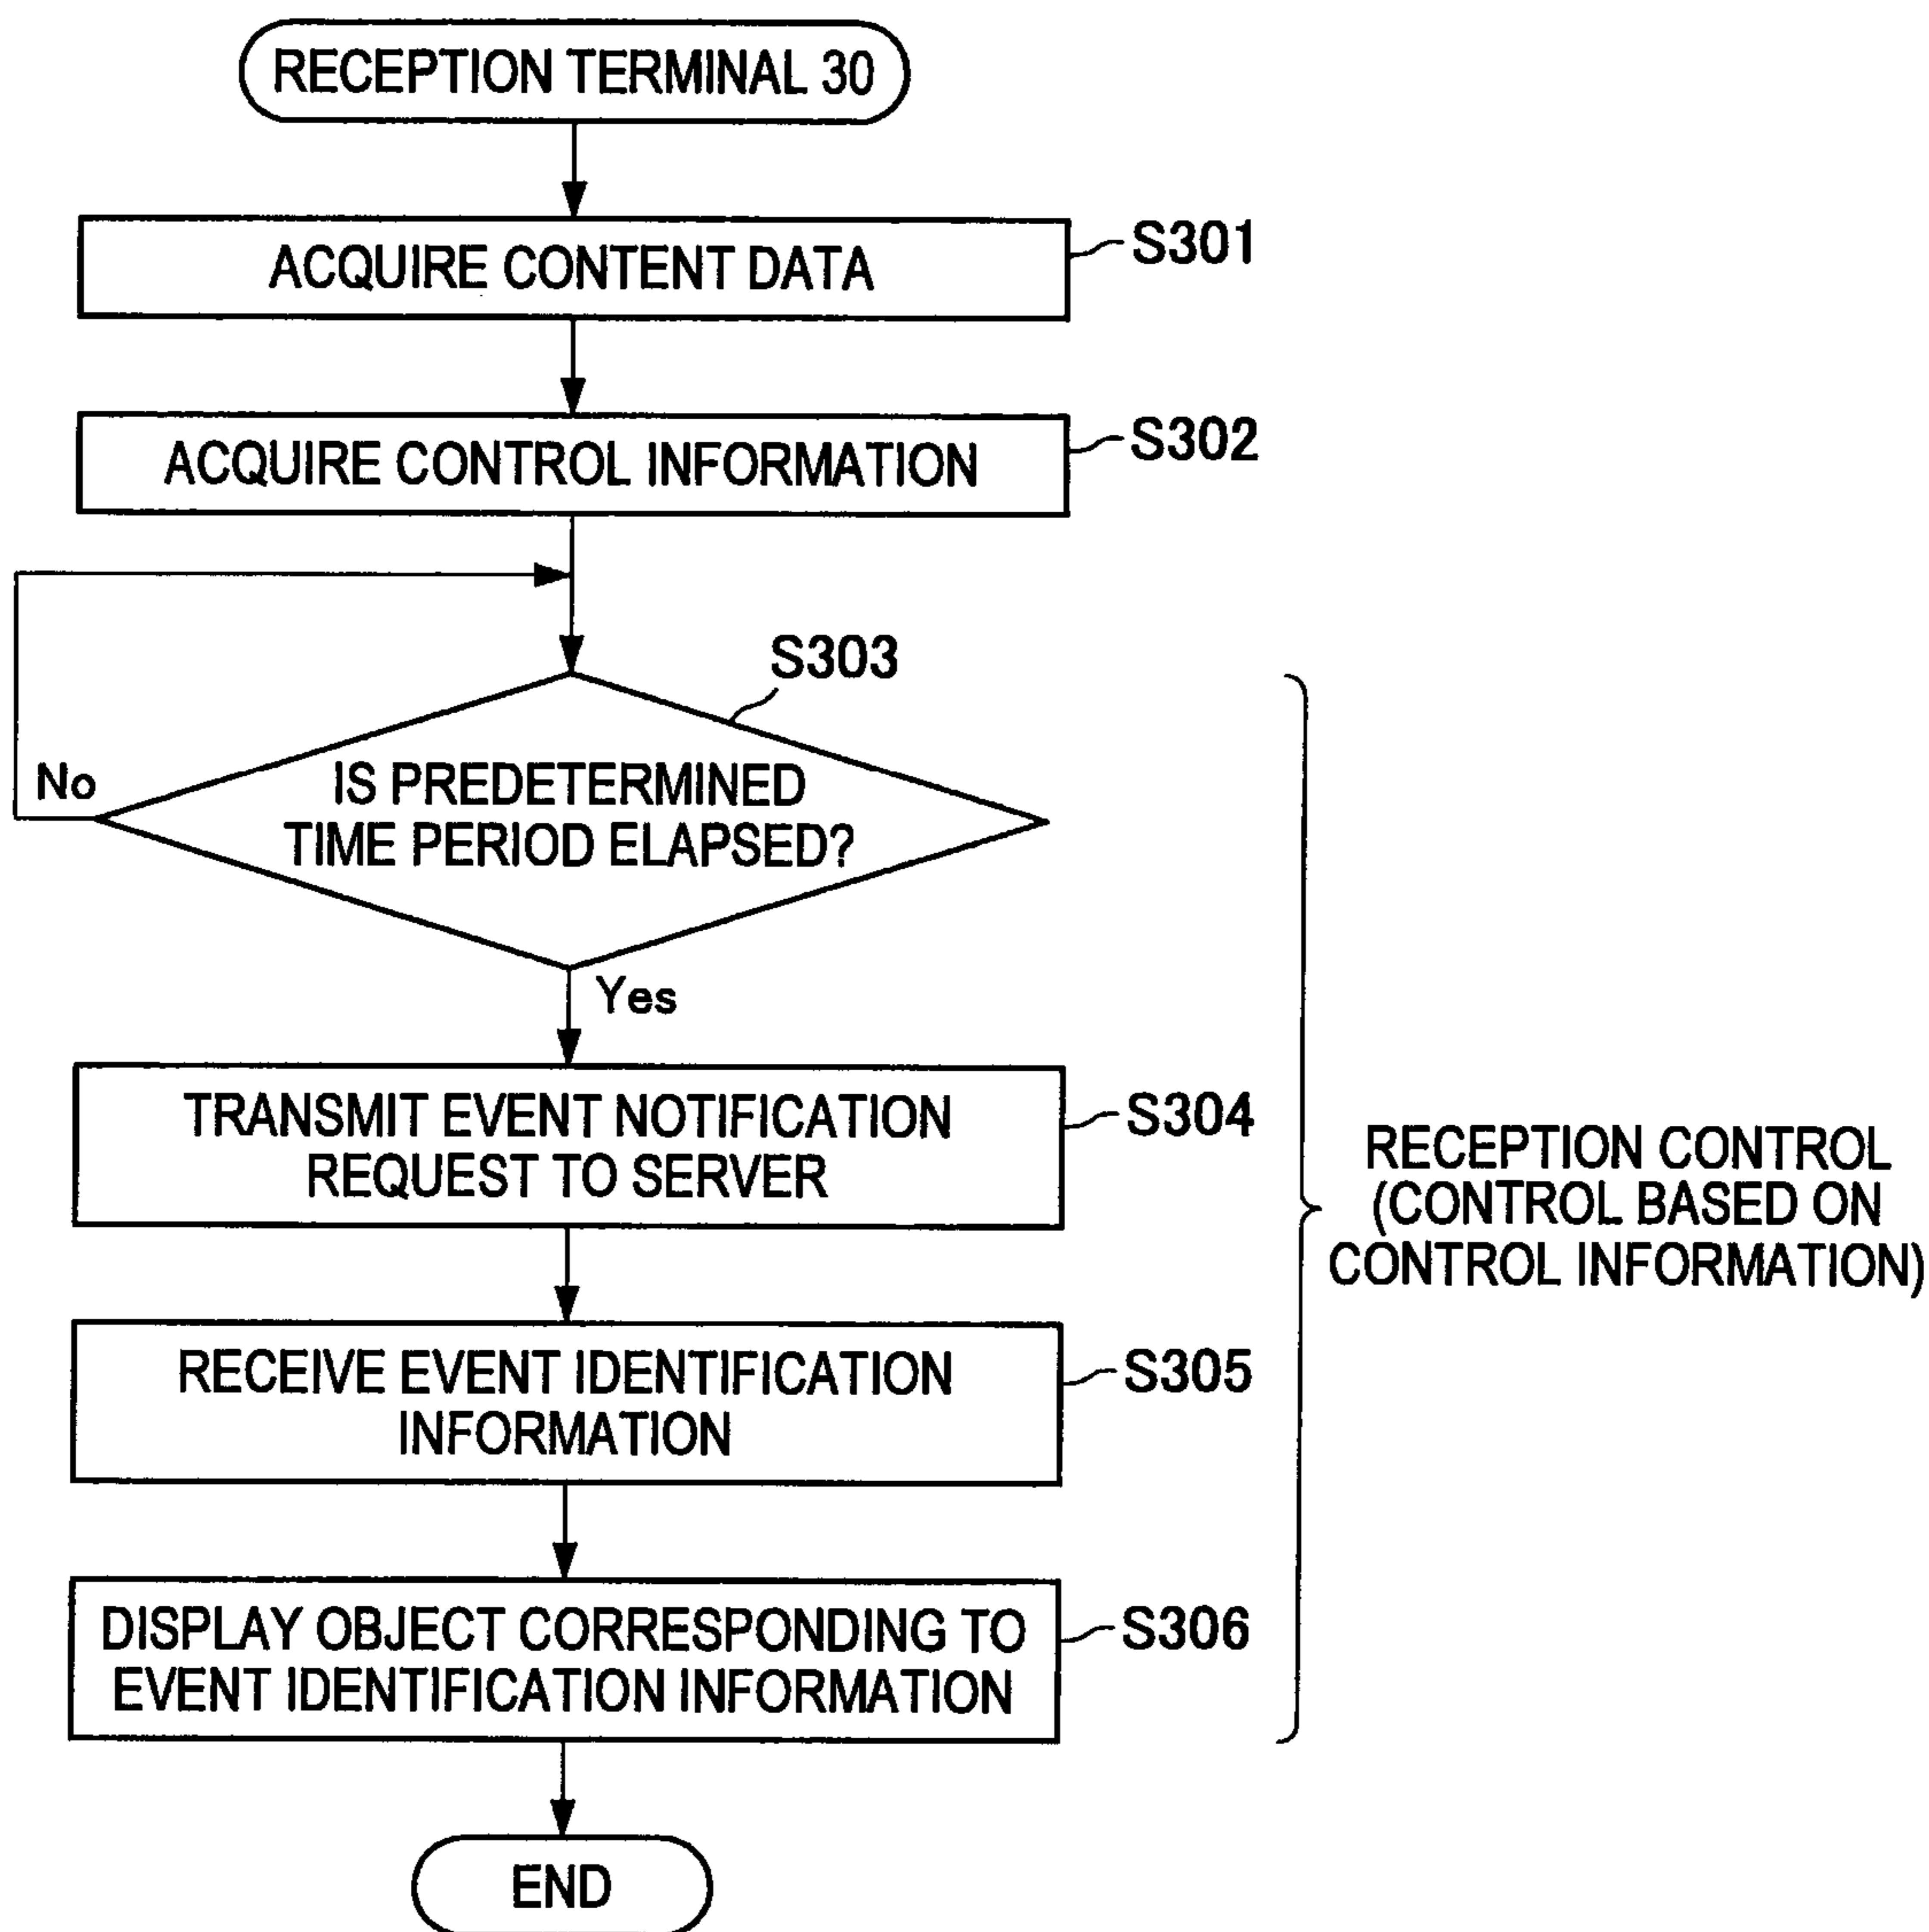 RECEPTION TERMINAL 30
ACQUIRE CONTENT DATA
S301
ACQUIRE CONTROL INFORMATION
S302
S303
No
IS PREDETERMINED
TIME PERIOD ELAPSED?
Yes
TRANSMIT EVENT NOTIFICATION
REQUEST TO SERVER
S304
RECEIVE EVENT IDENTIFICATION
INFORMATION
S305
DISPLAY OBJECT CORRESPONDING TO
EVENT IDENTIFICATION INFORMATION
S306
RECEPTION CONTROL
(CONTROL BASED ON
CONTROL INFORMATION)
END